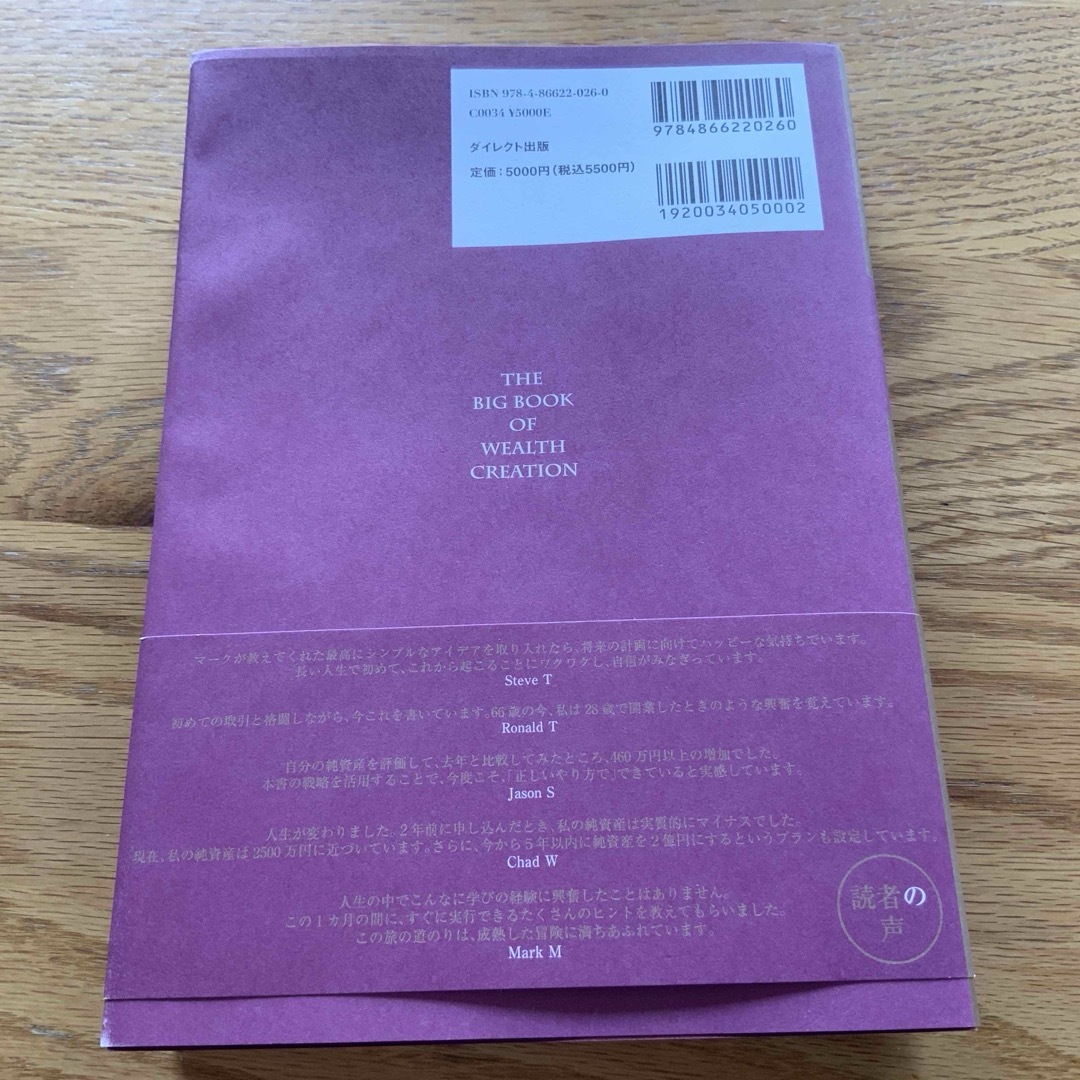 ISBN 978-4-86622-026-0
C0034 ¥5000E
9784866220260
ダイレクト出版
定価：5000円（税込5500円）
1920034050002
THE
BIG BOOK
OF
WEALTH
CREATION
マークが教えてくれた最高にシンプルなアイデアを取り入れたら、将来の計画に向けてハッピーな気持ちでいます。
長い人生で初めて、これから起こることにワクワクし、自信がみなぎっています。
Steve T
初めての取引と格闘しながら、今これを書いています。66歳の今、私は28歳で開業したときのような興奮を覚えています。
Ronald T
自分の純資産を評価して、去年と比較してみたところ、460万円以上の増加でした。
本書の戦略を活用することで、今度こそ、「正しいやり方で」できていると実感しています。
Jason S
人生が変わりました。2年前に申し込んだとき、私の純資産は実質的にマイナスでした。
現在、私の純資産は2500万円に近づいています。さらに、今から5年以内に純資産を2億円にするというプランも設定しています。
Chad W
人生の中でこんなに学びの経験に興奮したことはありません。
この1カ月の間に、すぐに実行できるたくさんのヒントを教えてもらいました。
この旅の道のりは、成熟した冒険に満ちあふれています。
Mark M
読者の
声